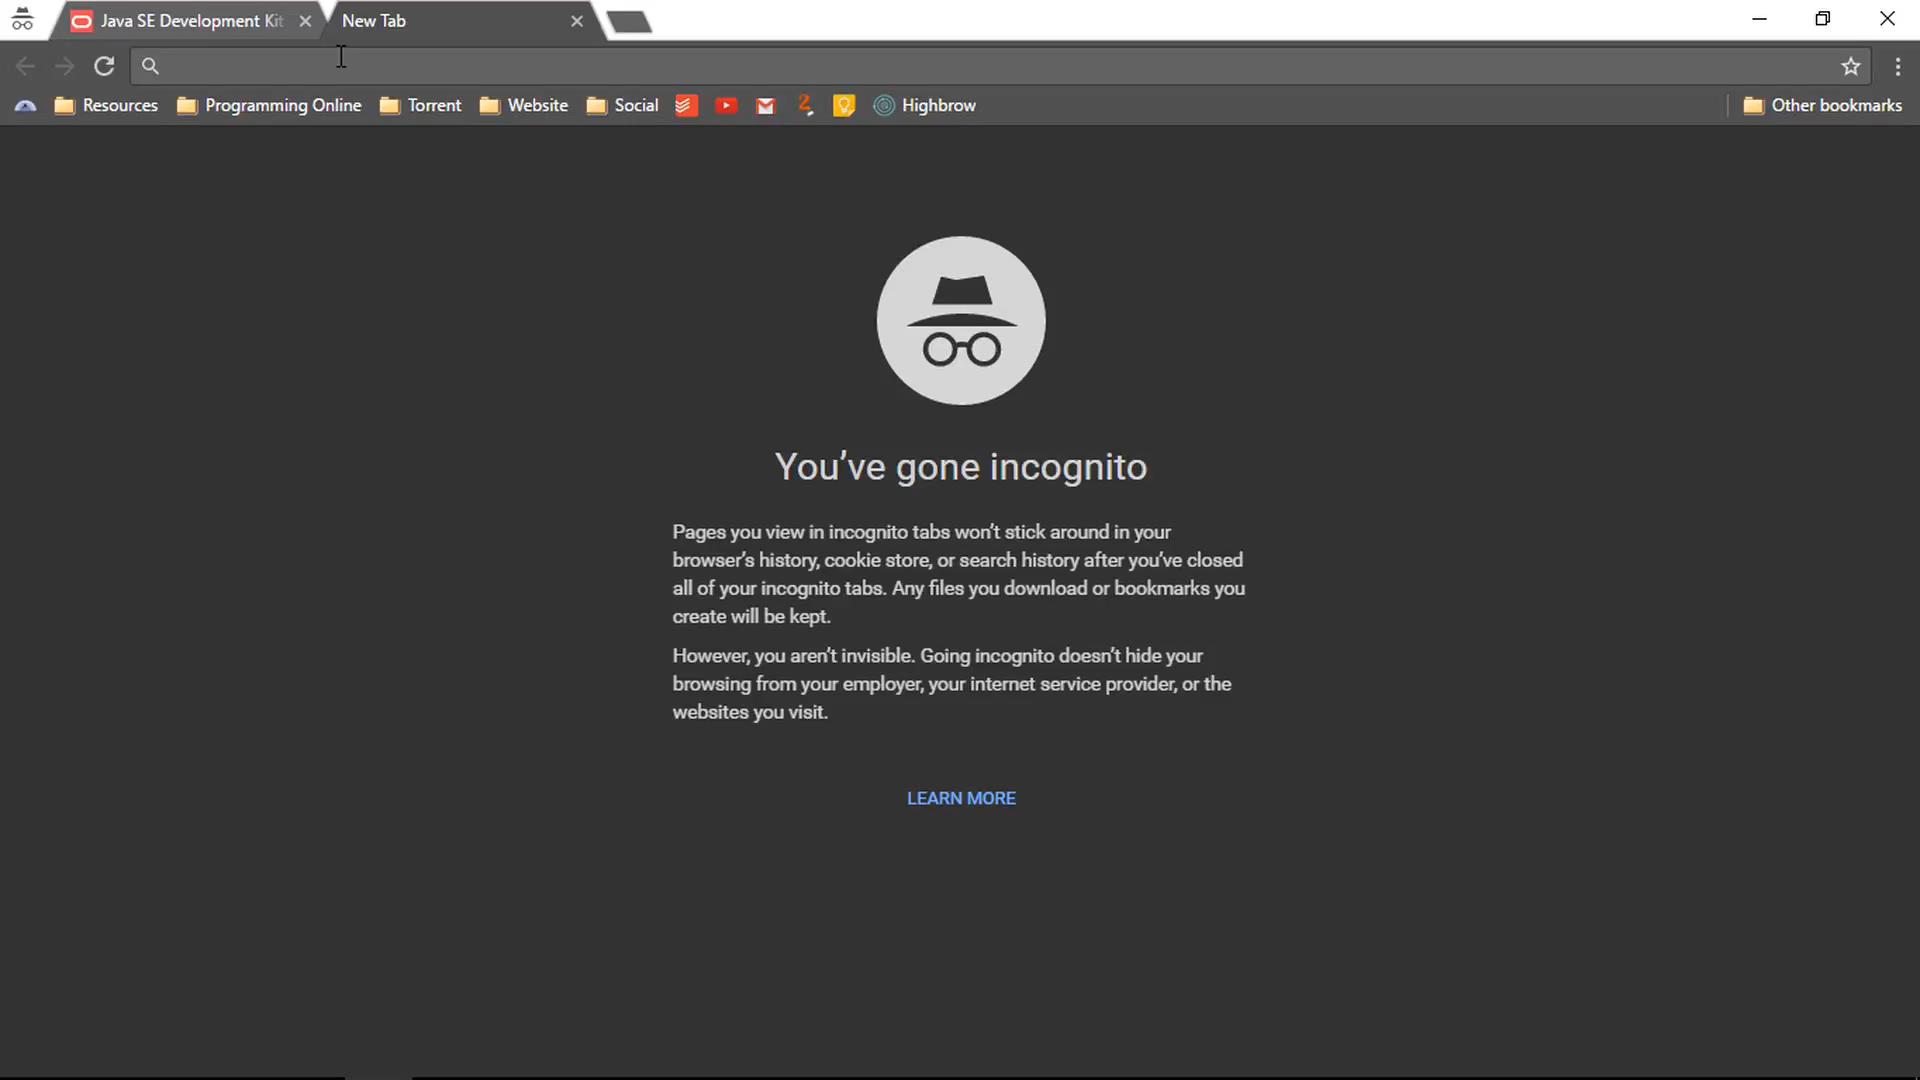 Java SE Development Kit
New Tab
Resources
Programming Online
Torrent
Website
Social
Highbrow
Other bookmarks
You've gone incognito
Pages you view in incognito tabs won't stick around in your
browser's history, cookie store, or search history after you've closed
all of your incognito tabs. Any files you download or bookmarks you
create will be kept.
However, you aren't invisible. Going incognito doesn't hide your
browsing from your employer, your internet service provider, or the
websites you visit.
LEARN MORE